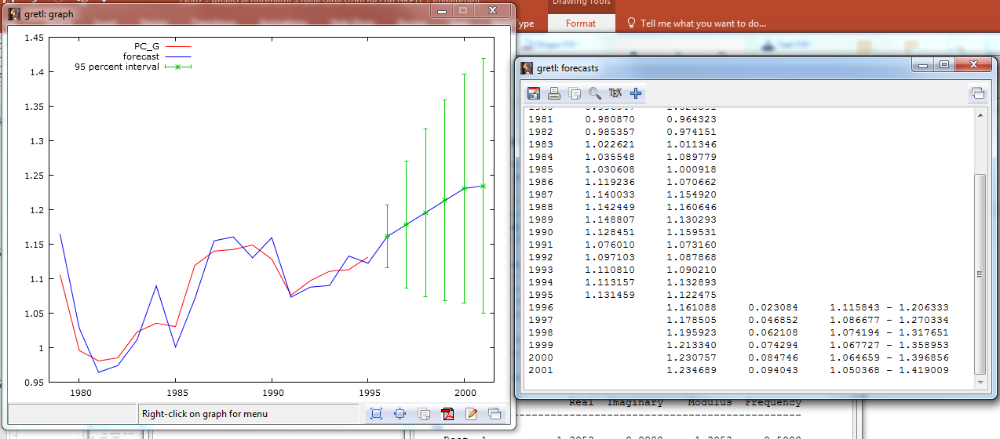 Drawing Tools
gretl: graph
Type
Format
Tell me what you want to do...
1.45
1.4
1.35
1.3
1.25
1.2
1.15
1.1
1.05
1
0.95
PC_G
forecast
95 percent interval
1980
1985
1990
1995
2000
Right-click on graph for menu
gretl: forecasts
TEX
1981 0.980870 0.964323
1982 0.985357 0.974151
1983 1.022621 1.011346
1984 1.035548 1.089779
1985 1.030608 1.000918
1986 1.119236 1.070662
1987 1.140033 1.154920
1988 1.142449 1.160646
1989 1.148807 1.130293
1990 1.128451 1.159531
1991 1.076010 1.073160
1992 1.097103 1.087868
1993 1.110810 1.090210
1994 1.113157 1.132893
1995 1.131459 1.122475
1996 1.161088 0.023084 1.115843 - 1.206333
1997 1.178505 0.046852 1.086677 - 1.270334
1998 1.195923 0.062108 1.074194 - 1.317651
1999 1.213340 0.074294 1.067727 - 1.358953
2000 1.230757 0.084746 1.064659 - 1.396856
2001 1.234689 0.094043 1.050368 - 1.419009
Real Imaginary Modulus Frequency